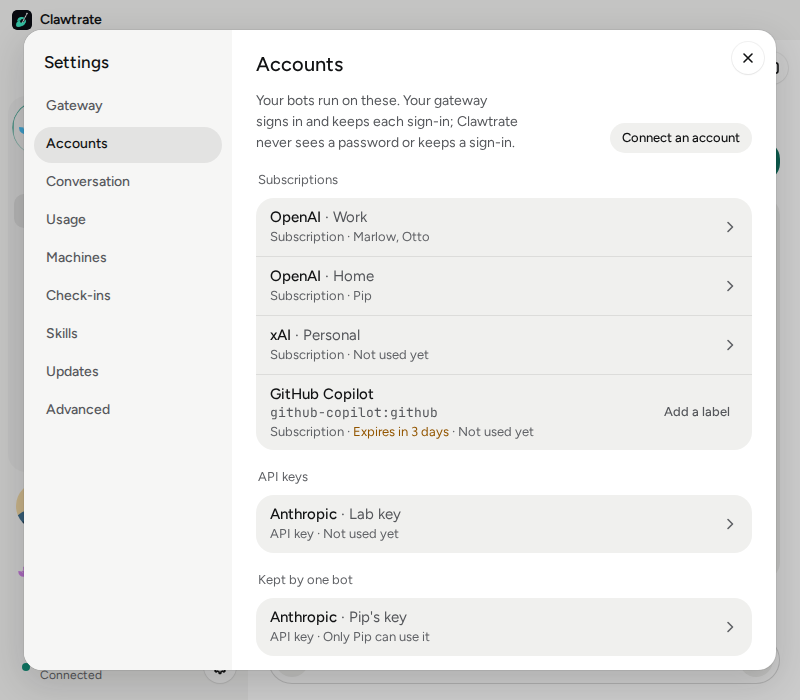 Clawtrate
Settings
Gateway
Accounts
Conversation
Usage
Machines
Check-ins
Skills
Updates
Advanced
Accounts
Your bots run on these. Your gateway
signs in and keeps each sign-in; Clawtrate
never sees a password or keeps a sign-in.
Connect an account
Subscriptions
OpenAI · Work
Subscription · Marlow, Otto
OpenAI · Home
Subscription · Pip
xAI · Personal
Subscription · Not used yet
GitHub Copilot
github-copilot:github
Subscription · Expires in 3 days · Not used yet
Add a label
API keys
Anthropic · Lab key
API key · Not used yet
Kept by one bot
Anthropic · Pip's key
API key · Only Pip can use it
Connected